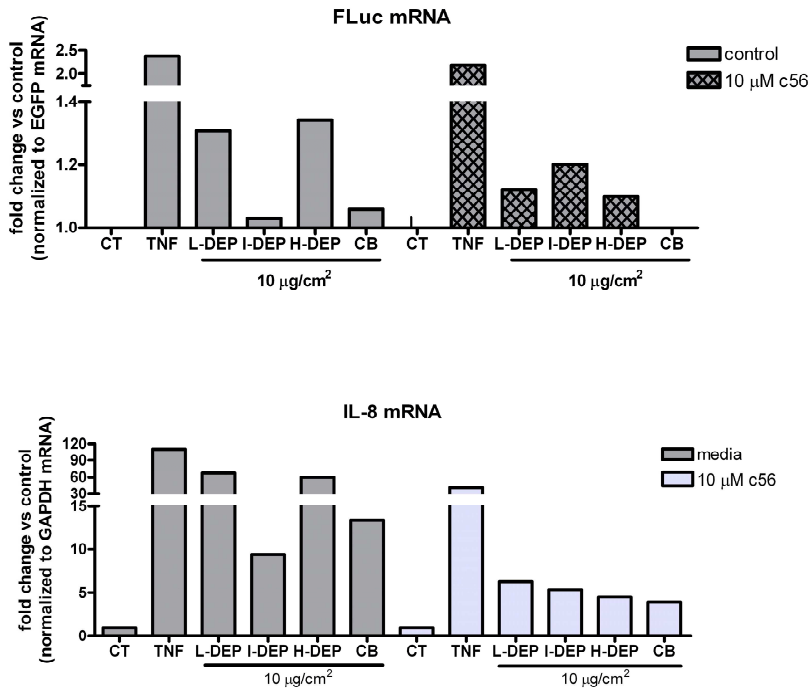 FLuc mRNA
fold change vs control
(normalized to EGFP mRNA)
2.5
2.0
1.4
1.2
1.0
control
10 µM c56
CT TNF L-DEP I-DEP H-DEP CB CT TNF L-DEP I-DEP H-DEP CB
10 µg/cm² 10 µg/cm²
IL-8 mRNA
fold change vs control
(normalized to GAPDH mRNA)
120
90
60
30
15
10
5
0
media
10 µM c56
CT TNF L-DEP I-DEP H-DEP CB CT TNF L-DEP I-DEP H-DEP CB
10 µg/cm² 10 µg/cm²